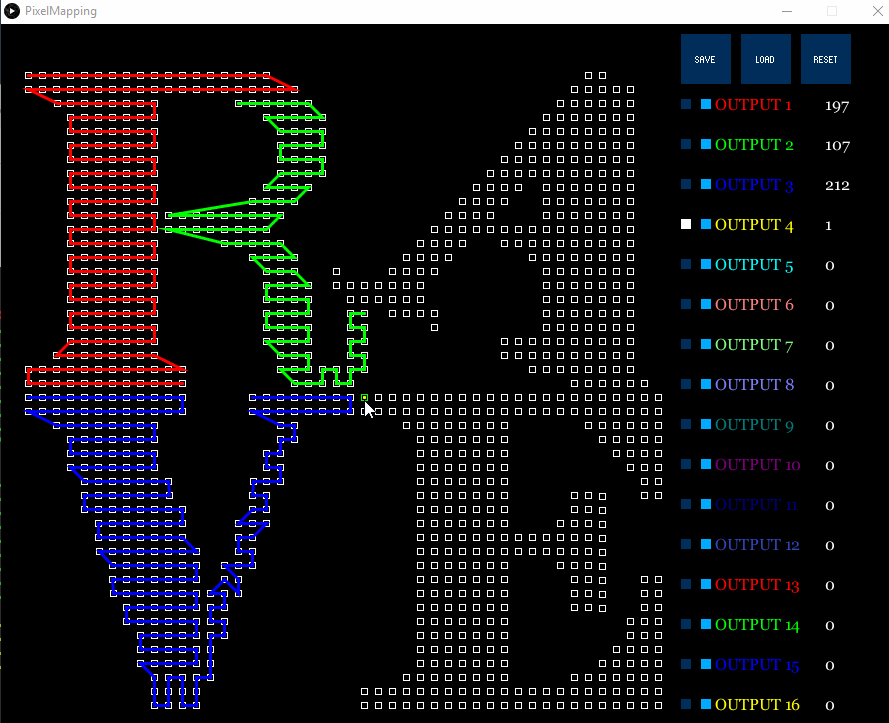 PixelMapping
SAVE LOAD RESET
OUTPUT 1 197
OUTPUT 2 107
OUTPUT 3 212
OUTPUT 4 1
OUTPUT 5 0
OUTPUT 6 0
OUTPUT 7 0
OUTPUT 8 0
OUTPUT 9 0
OUTPUT 10 0
OUTPUT 11 0
OUTPUT 12 0
OUTPUT 13 0
OUTPUT 14 0
OUTPUT 15 0
OUTPUT 16 0